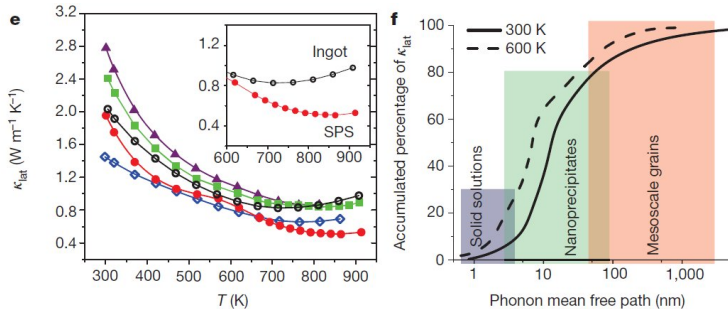 e
3.2
2.8
2.4
2.0
1.6
1.2
0.8
0.4
κlat (W m⁻¹ K⁻¹)
300 400 500 600 700 800 900
T (K)
1.2
0.8
0.4
Ingot
SPS
600 700 800 900
f
100
80
60
40
20
0
Accumulated percentage of κlat
300 K
600 K
Solid solutions
Nanoprecipitates
Mesoscale grains
1 10 100 1,000
Phonon mean free path (nm)